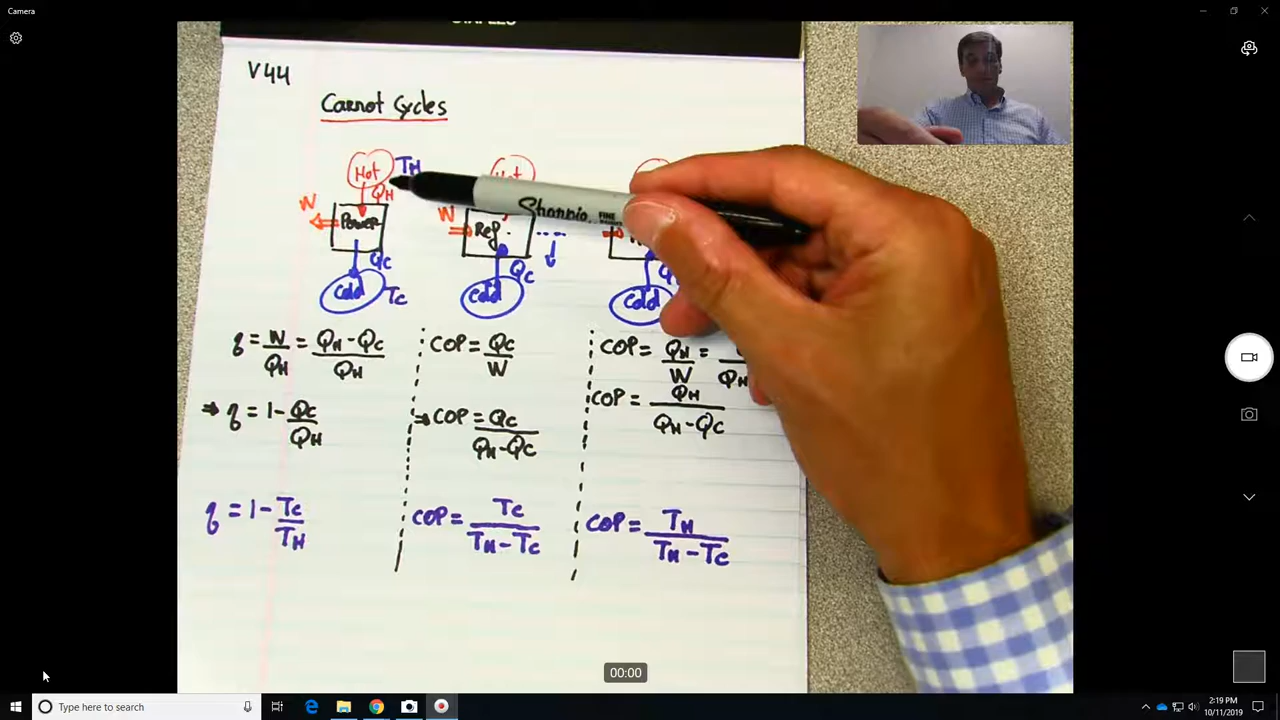 Camera
V44
Carnot Cycles
Hot TH
QH
W Power
QC
Cold TC
Hot
W Ref.
QC
Cold
Cold
η = W/QH = QH-QC/QH
⇒ η = 1-QC/QH
η = 1-TC/TH
COP = QC/W
⇒ COP = QC/QH-QC
COP = TC/TH-TC
COP = QH/W =
COP = QH/QH-QC
COP = TH/TH-TC
Sharpie FINE
00:00
Type here to search
2:19 PM
10/11/2019